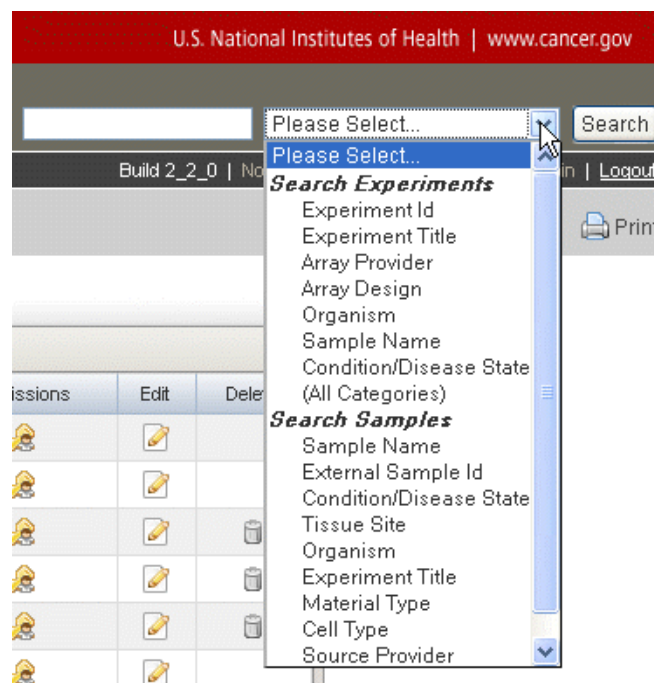 U.S. National Institutes of Health | www.cancer.gov
Please Select... Search
Please Select...
Build 2_2_0 | in | Logout
Search Experiments
Experiment Id
Print
Experiment Title
Array Provider
Array Design
Organism
Sample Name
Condition/Disease State
issions Edit Dele (All Categories)
Search Samples
Sample Name
External Sample Id
Condition/Disease State
Tissue Site
Organism
Experiment Title
Material Type
Cell Type
Source Provider